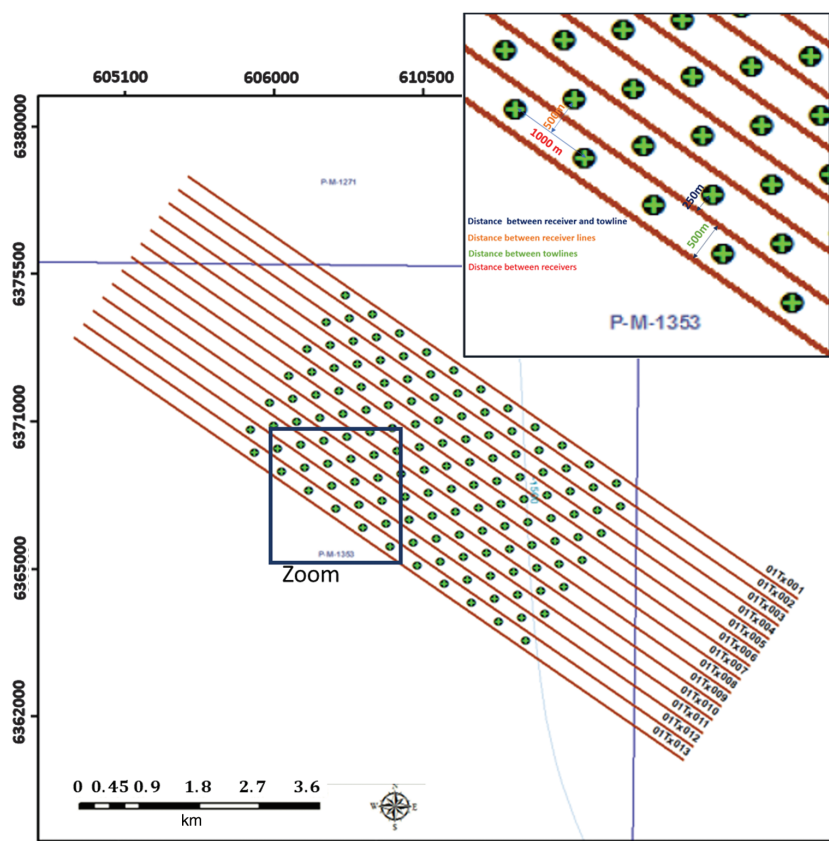 605100
606000
610500
6380000
6375500
6371000
6365000
6362000
P-M-1271
500m
1000 m
250m
500m
Distance between receiver and towline
Distance between receiver lines
Distance between towlines
Distance between receivers
P-M-1353
1500
P-M-1353
Zoom
01Tx001
01Tx002
01Tx003
01Tx004
01Tx005
01Tx006
01Tx007
01Tx008
01Tx009
01Tx010
01Tx011
01Tx012
01Tx013
0 0.45 0.9 1.8 2.7 3.6
km
N
W E
S